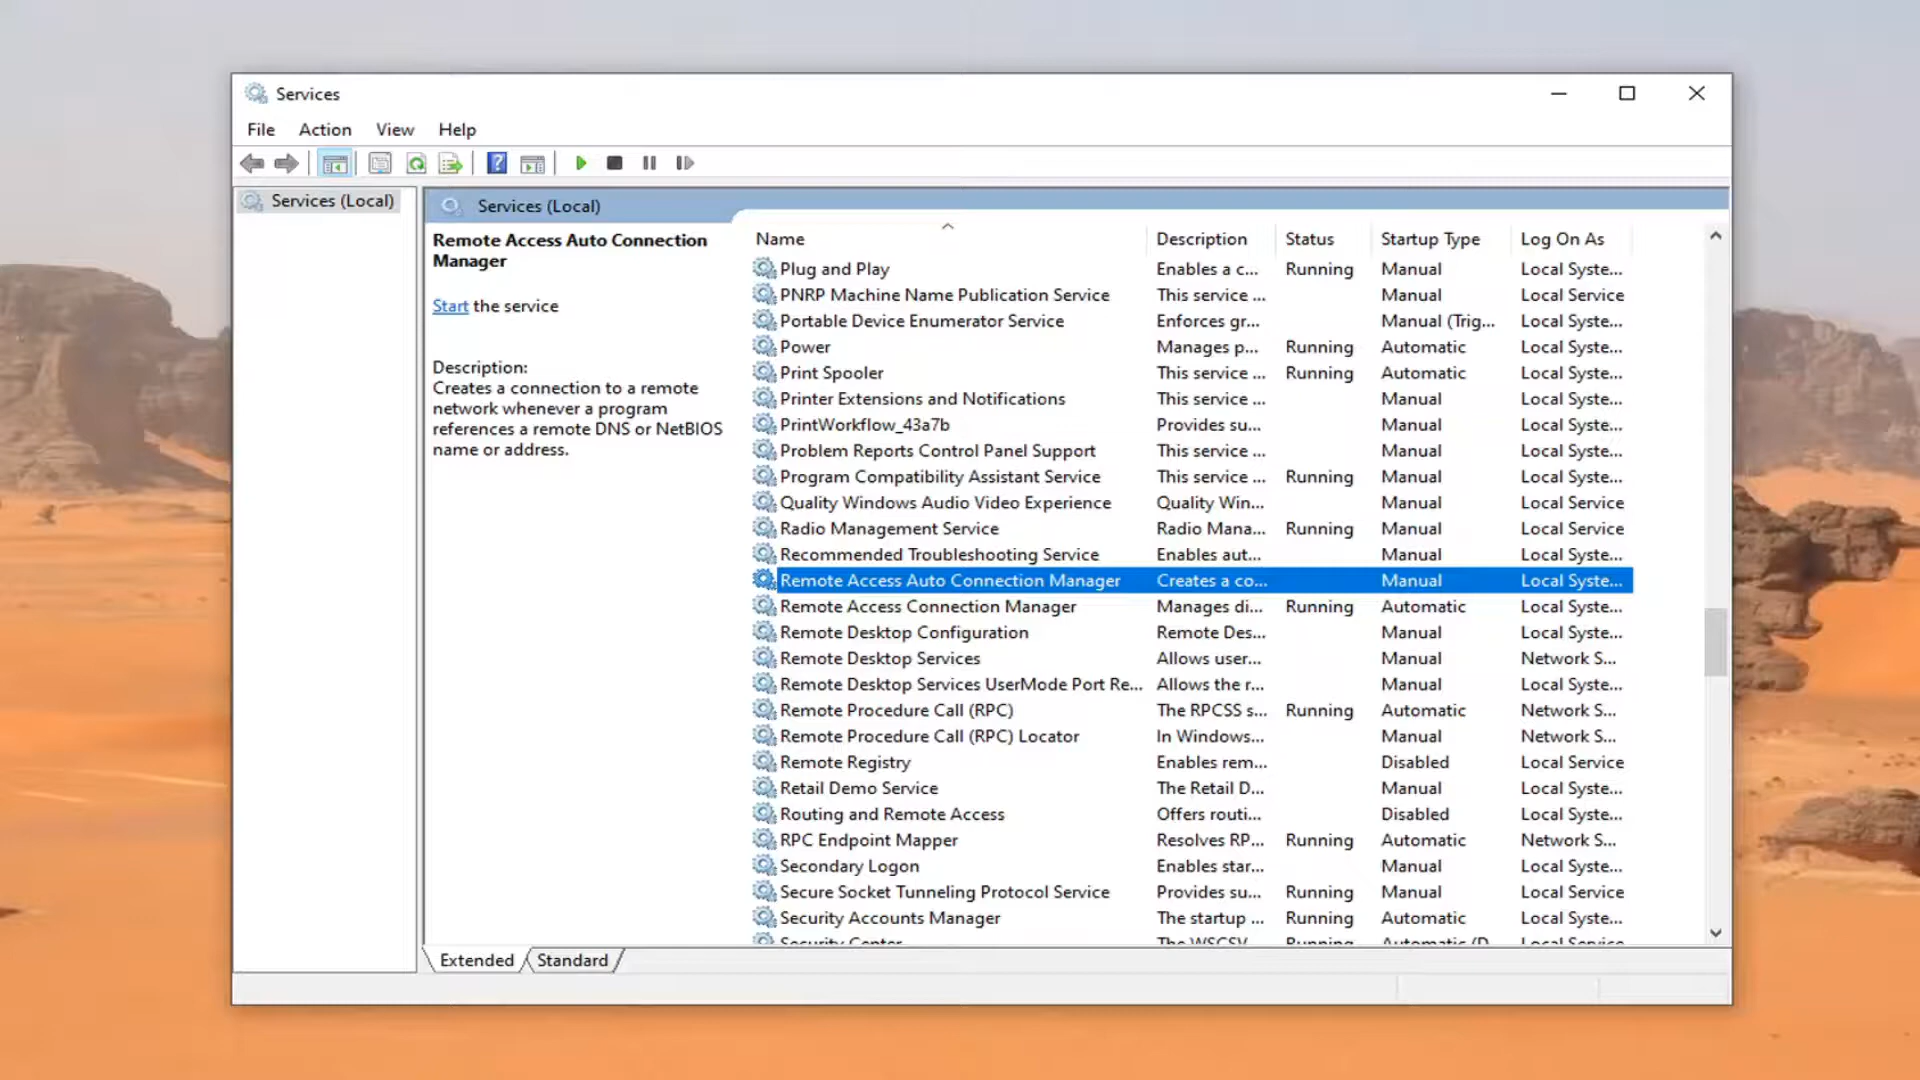 Services
File Action View Help
Services (Local)
Services (Local)
Remote Access Auto Connection
Manager
Start the service
Description:
Creates a connection to a remote
network whenever a program
references a remote DNS or NetBIOS
name or address.
Name Description Status Startup Type Log On As
Plug and Play Enables a c... Running Manual Local Syste...
PNRP Machine Name Publication Service This service ... Manual Local Service
Portable Device Enumerator Service Enforces gr... Manual (Trig... Local Syste...
Power Manages p... Running Automatic Local Syste...
Print Spooler This service ... Running Automatic Local Syste...
Printer Extensions and Notifications This service ... Manual Local Syste...
PrintWorkflow_43a7b Provides su... Manual Local Syste...
Problem Reports Control Panel Support This service ... Manual Local Syste...
Program Compatibility Assistant Service This service ... Running Manual Local Syste...
Quality Windows Audio Video Experience Quality Win... Manual Local Service
Radio Management Service Radio Mana... Running Manual Local Service
Recommended Troubleshooting Service Enables aut... Manual Local Syste...
Remote Access Auto Connection Manager Creates a co... Manual Local Syste...
Remote Access Connection Manager Manages di... Running Automatic Local Syste...
Remote Desktop Configuration Remote Des... Manual Local Syste...
Remote Desktop Services Allows user... Manual Network S...
Remote Desktop Services UserMode Port Re... Allows the r... Manual Local Syste...
Remote Procedure Call (RPC) The RPCSS s... Running Automatic Network S...
Remote Procedure Call (RPC) Locator In Windows... Manual Network S...
Remote Registry Enables rem... Disabled Local Service
Retail Demo Service The Retail D... Manual Local Syste...
Routing and Remote Access Offers routi... Disabled Local Syste...
RPC Endpoint Mapper Resolves RP... Running Automatic Network S...
Secondary Logon Enables star... Manual Local Syste...
Secure Socket Tunneling Protocol Service Provides su... Running Manual Local Service
Security Accounts Manager The startup ... Running Automatic Local Syste...
Security Center The WSCSV... Running Automatic (D... Local Service
Extended Standard